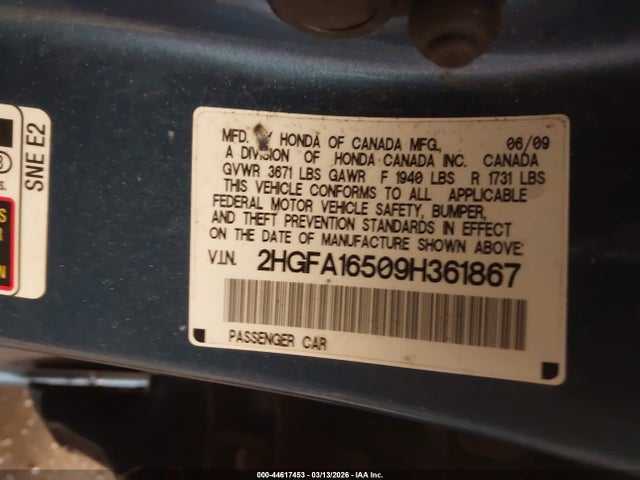 SNE E2
MFD. BY HONDA OF CANADA MFG., 06/09
A DIVISION OF HONDA CANADA INC. CANADA
GVWR 3671 LBS GAWR F 1940 LBS R 1731 LBS
THIS VEHICLE CONFORMS TO ALL APPLICABLE
FEDERAL MOTOR VEHICLE SAFETY, BUMPER,
AND THEFT PREVENTION STANDARDS IN EFFECT
ON THE DATE OF MANUFACTURE SHOWN ABOVE:
V.I.N. 2HGFA16509H361867
PASSENGER CAR
000-44617453 - 03/13/2026 - IAA Inc.